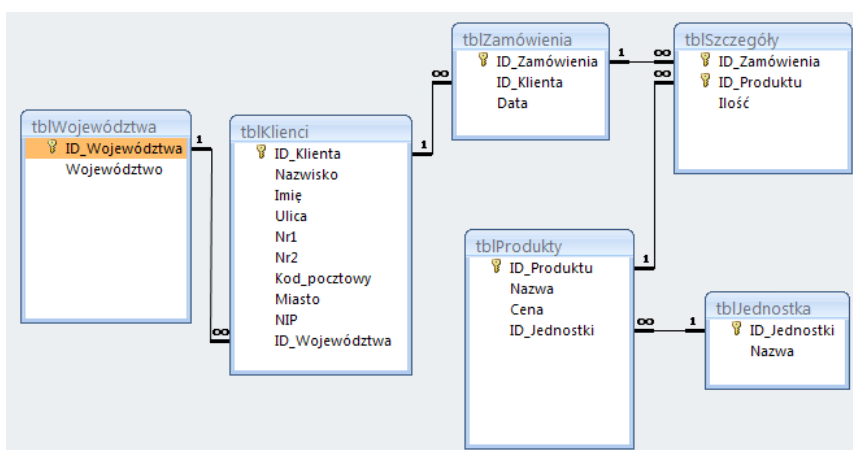 tblWojewództwa
ID_Województwa
Województwo
1
∞
tblKlienci
ID_Klienta
Nazwisko
Imię
Ulica
Nr1
Nr2
Kod_pocztowy
Miasto
NIP
ID_Województwa
1
∞
tblZamówienia
ID_Zamówienia
ID_Klienta
Data
1
∞
∞
tblSzczegóły
ID_Zamówienia
ID_Produktu
Ilość
tblProdukty
ID_Produktu
Nazwa
Cena
ID_Jednostki
1
∞
1
tblJednostka
ID_Jednostki
Nazwa